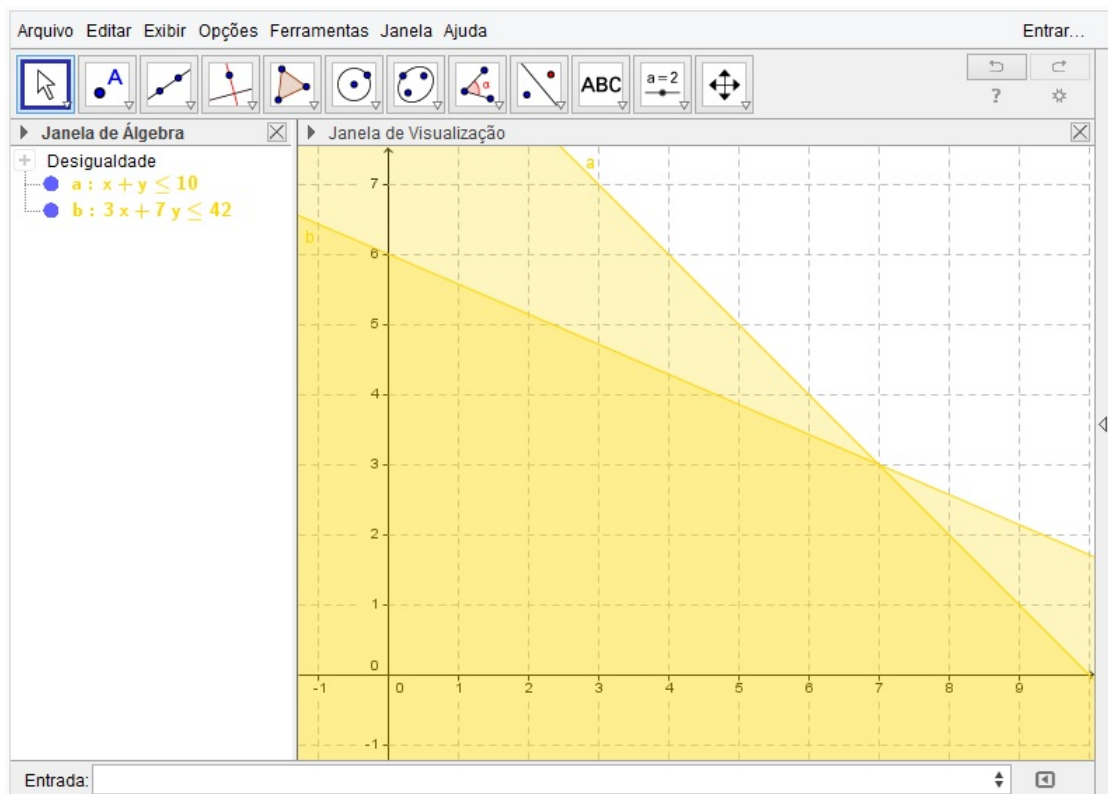 Arquivo Editar Exibir Opções Ferramentas Janela Ajuda Entrar...
A α ABC a=2 ?
Janela de Álgebra Janela de Visualização
Desigualdade
a : x + y ≤ 10
b : 3 x + 7 y ≤ 42
a
7
b
6
5
4
3
2
1
0
-1 0 1 2 3 4 5 6 7 8 9
-1
Entrada: